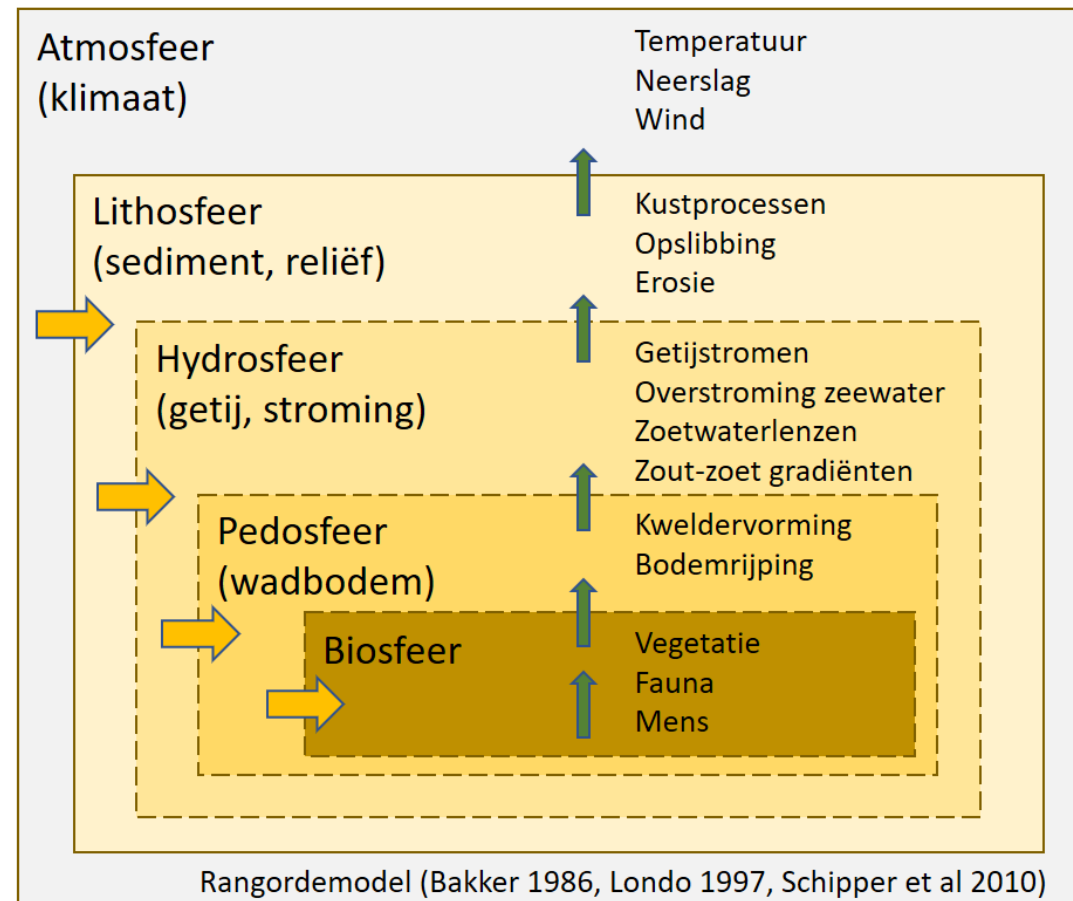 Atmosfeer
(klimaat)
Temperatuur
Neerslag
Wind
Lithosfeer
(sediment, reliëf)
Kustprocessen
Opslibbing
Erosie
Hydrosfeer
(getij, stroming)
Getijstromen
Overstroming zeewater
Zoetwaterlenzen
Zout-zoet gradiënten
Pedosfeer
(wadbodem)
Kweldervorming
Bodemrijping
Biosfeer
Vegetatie
Fauna
Mens
Rangordemodel (Bakker 1986, Londo 1997, Schipper et al 2010)